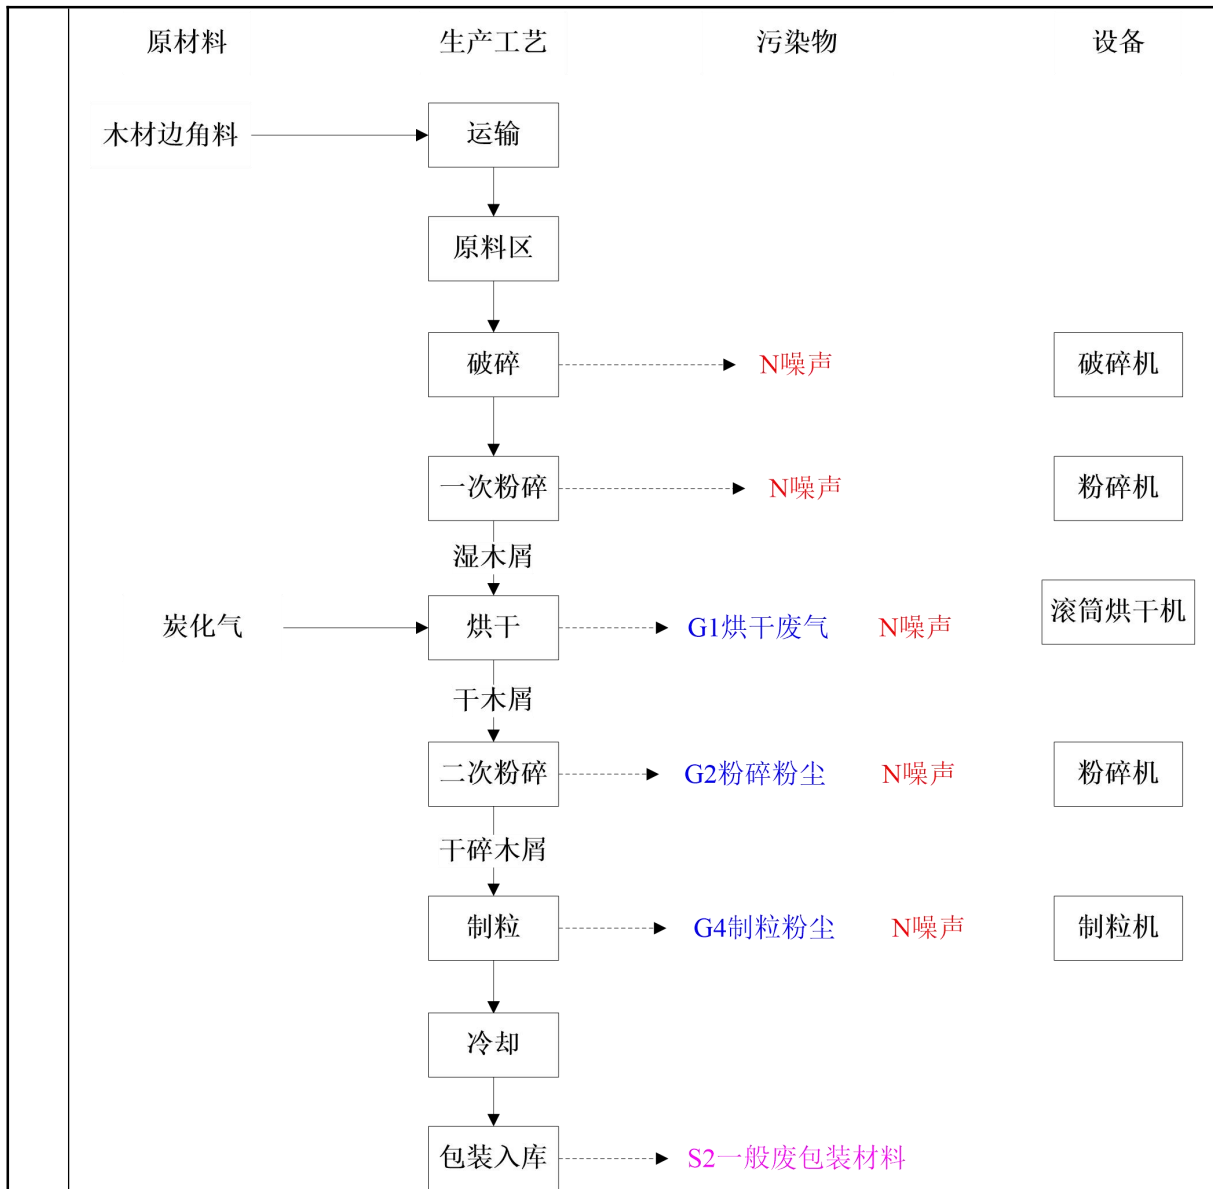 原材料 生产工艺 污染物 设备
木材边角料 运输
原料区
破碎 N噪声 破碎机
一次粉碎 N噪声 粉碎机
湿木屑
炭化气 烘干 G1烘干废气 N噪声 滚筒烘干机
干木屑
二次粉碎 G2粉碎粉尘 N噪声 粉碎机
干碎木屑
制粒 G4制粒粉尘 N噪声 制粒机
冷却
包装入库 S2一般废包装材料